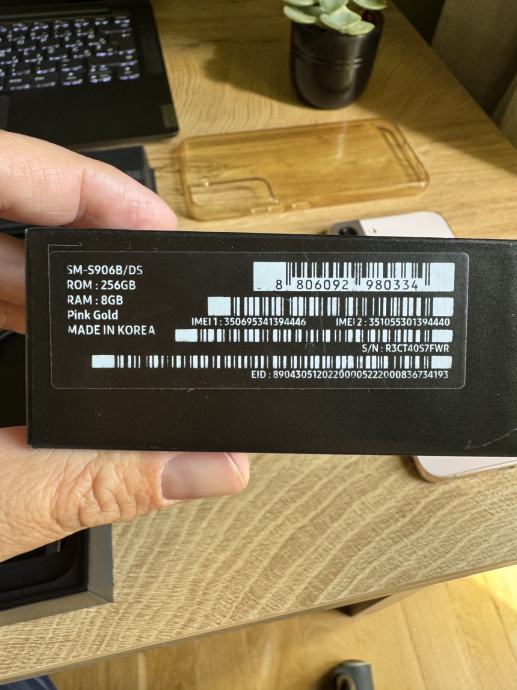 SM-S906B/DS
ROM : 256GB
RAM : 8GB
Pink Gold
MADE IN KOREA
8 806092 980334
IMEI 1 : 350695341394446 IMEI 2 : 351055301394440
S/N : R3CT40S7FWR
EID : 89043051202200005222000836734193